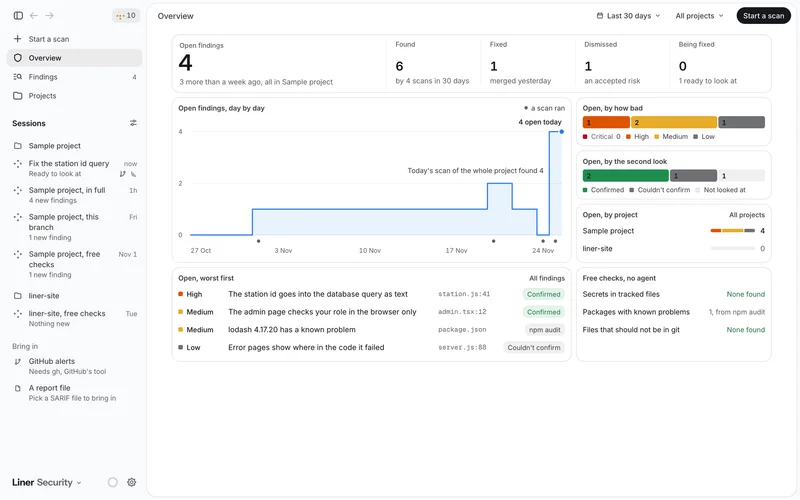 10
Start a scan
Overview
Findings 4
Projects
Sessions
Sample project
Fix the station id query now
Ready to look at
Sample project, in full 1h
4 new findings
Sample project, this branch Fri
1 new finding
Sample project, free checks Nov 1
1 new finding
liner-site
liner-site, free checks Tue
Nothing new
Bring in
GitHub alerts
Needs gh, GitHub's tool
A report file
Pick a SARIF file to bring in
Liner Security
Overview
Last 30 days
All projects
Start a scan
Open findings
4
3 more than a week ago, all in Sample project
Found
6
by 4 scans in 30 days
Fixed
1
merged yesterday
Dismissed
1
an accepted risk
Being fixed
0
1 ready to look at
Open findings, day by day
a scan ran
4 open today
Today's scan of the whole project found 4
4
2
0
27 Oct 3 Nov 10 Nov 17 Nov 24 Nov
Open, by how bad
1 2 1
Critical 0 High Medium Low
Open, by the second look
2 1 1
Confirmed Couldn't confirm Not looked at
Open, by project All projects
Sample project 4
liner-site 0
Open, worst first All findings
High The station id goes into the database query as text station.js:41 Confirmed
Medium The admin page checks your role in the browser only admin.tsx:12 Confirmed
Medium lodash 4.17.20 has a known problem package.json npm audit
Low Error pages show where in the code it failed server.js:88 Couldn't confirm
Free checks, no agent
Secrets in tracked files None found
Packages with known problems 1, from npm audit
Files that should not be in git None found